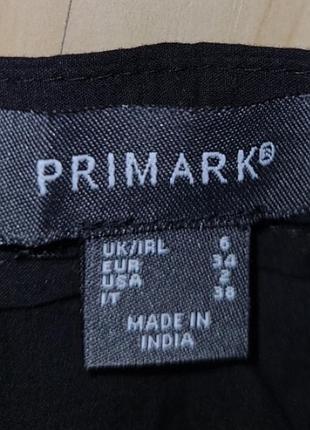 PRIMARK®
UK/IRL 6
EUR 34
USA 2
IT 38
MADE IN
INDIA